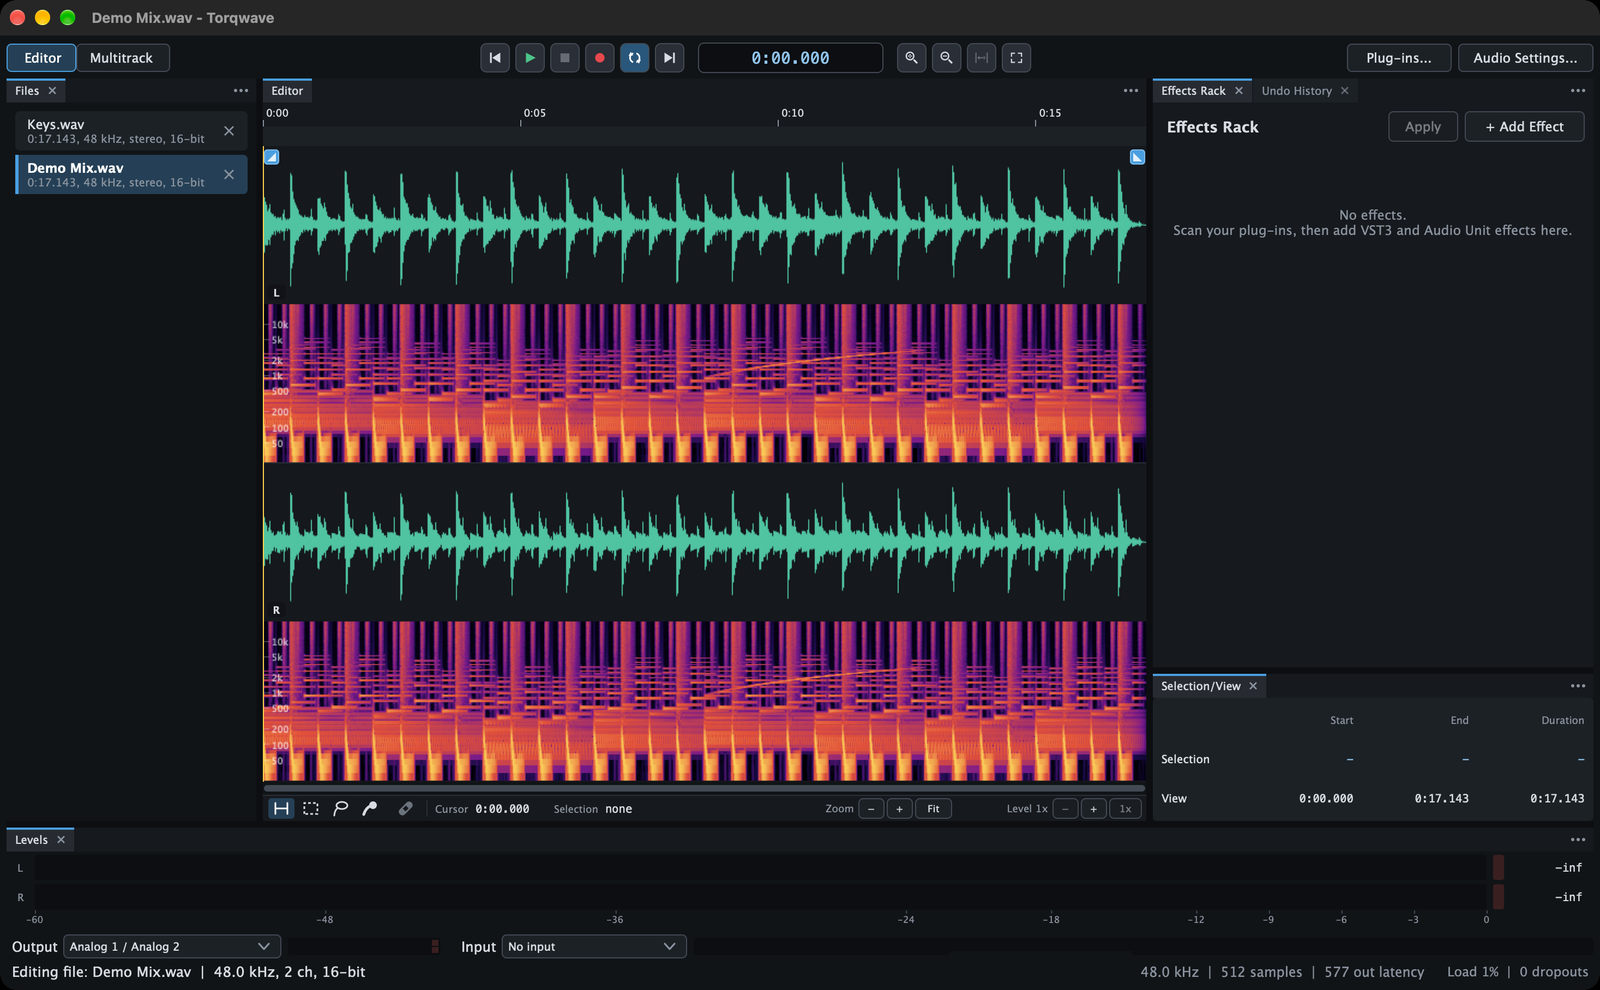 Demo Mix.wav - Torqwave
Editor
Multitrack
0:00.000
Plug-ins...
Audio Settings...
Files
Keys.wav
0:17.143, 48 kHz, stereo, 16-bit
Demo Mix.wav
0:17.143, 48 kHz, stereo, 16-bit
Editor
0:00
0:05
0:10
0:15
L
10k
5k
2k
1k
500
200
100
50
R
10k
5k
2k
1k
500
200
100
50
Cursor 0:00.000
Selection none
Zoom - + Fit
Level 1x - + 1x
Effects Rack
Undo History
Effects Rack
Apply
+ Add Effect
No effects.
Scan your plug-ins, then add VST3 and Audio Unit effects here.
Selection/View
Start End Duration
Selection – – –
View 0:00.000 0:17.143 0:17.143
Levels
L -inf
R -inf
-60 -48 -36 -24 -18 -12 -9 -6 -3 0
Output Analog 1 / Analog 2
Input No input
Editing file: Demo Mix.wav | 48.0 kHz, 2 ch, 16-bit
48.0 kHz | 512 samples | 577 out latency Load 1% | 0 dropouts